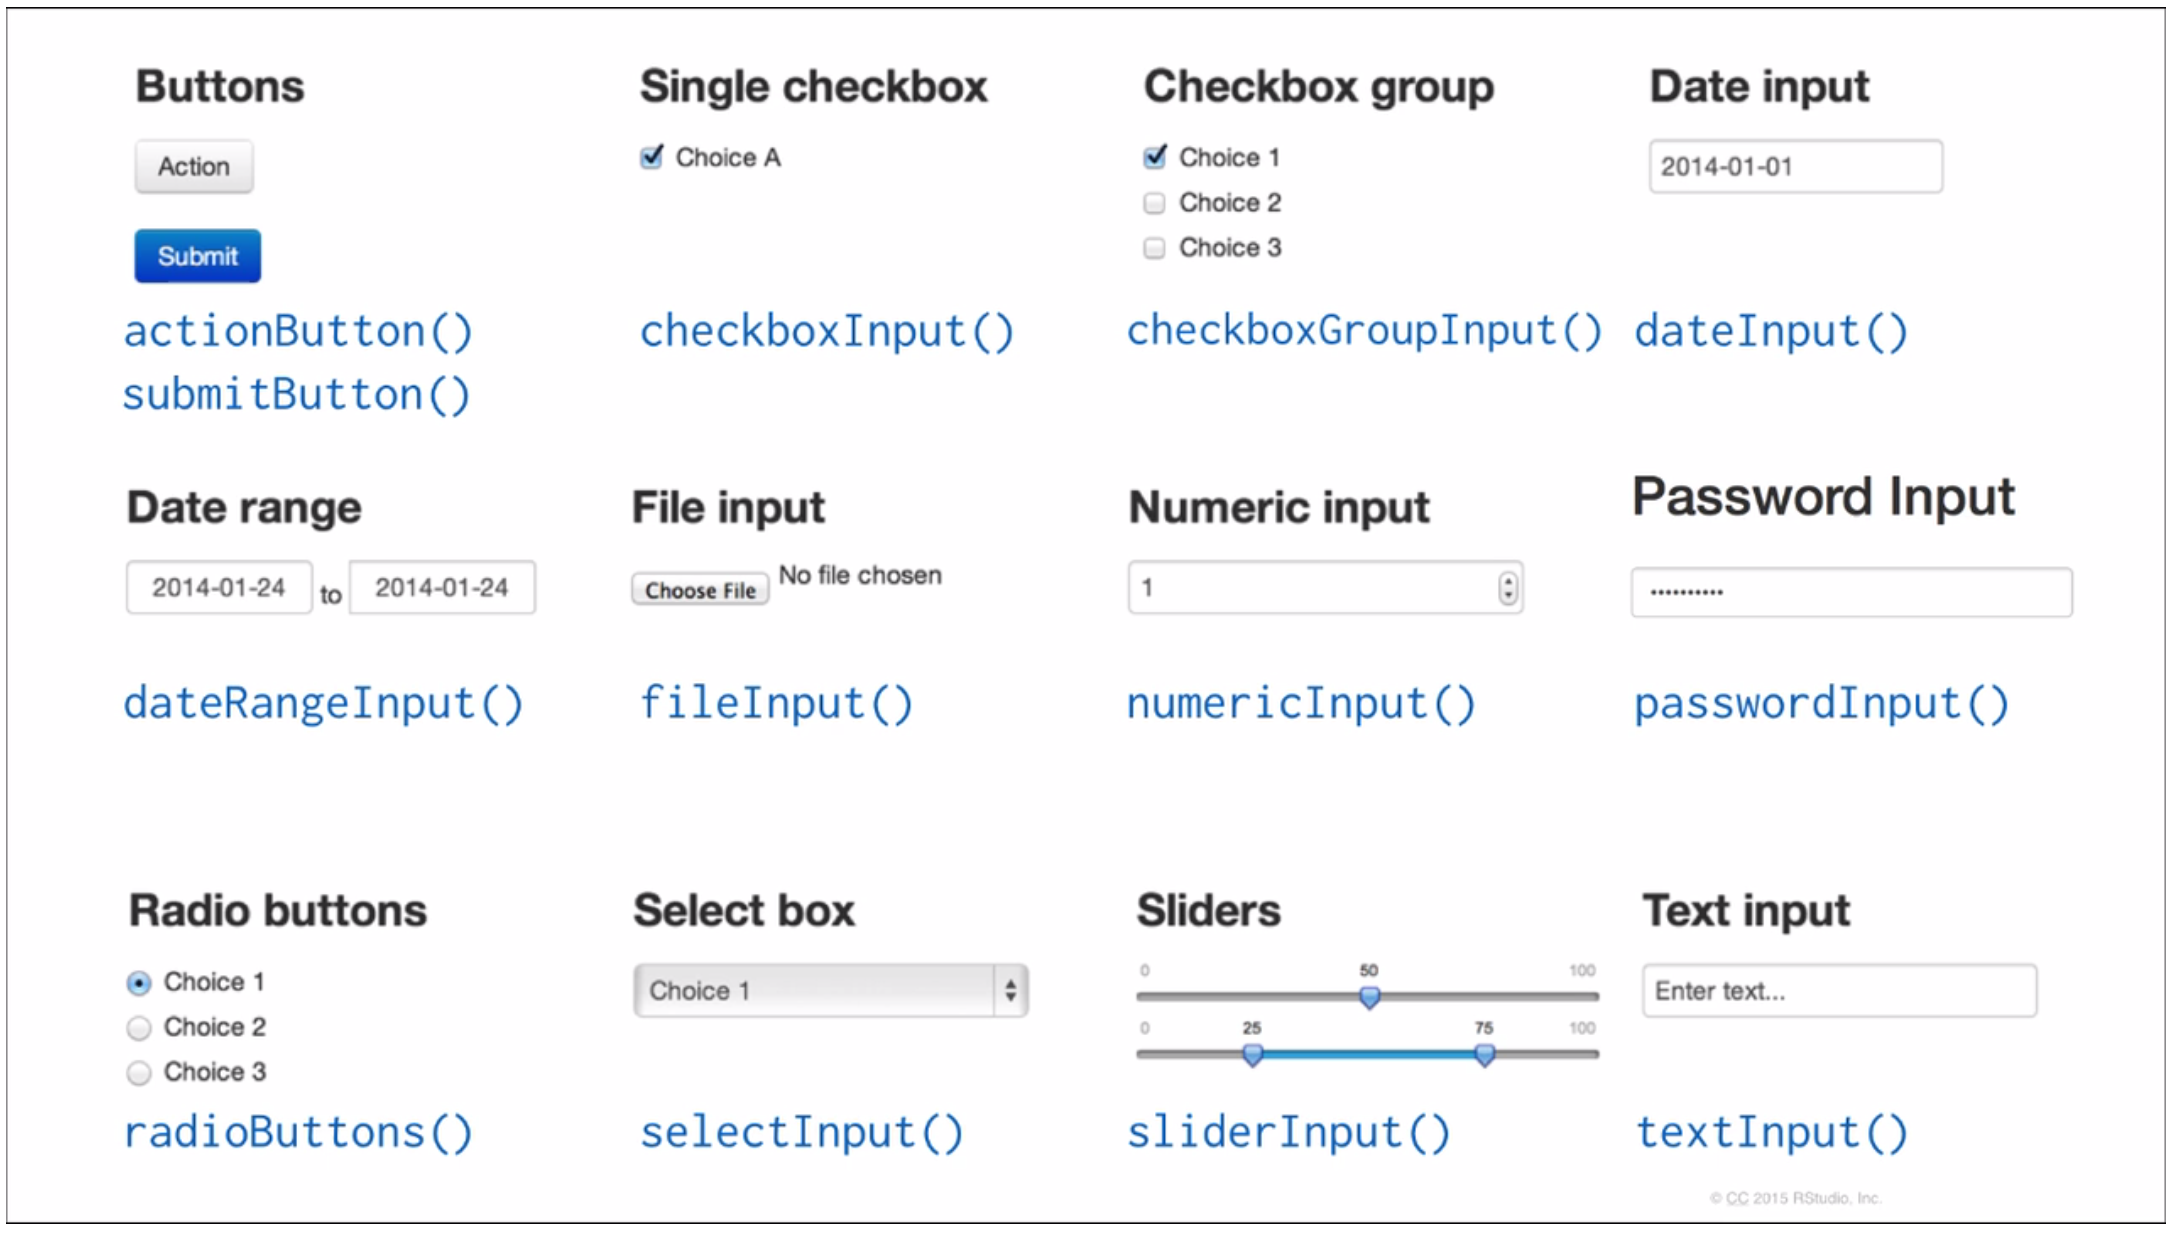 Buttons
Action
Submit
actionButton()
submitButton()
Single checkbox
Choice A
checkboxInput()
Checkbox group
Choice 1
Choice 2
Choice 3
checkboxGroupInput()
Date input
2014-01-01
dateInput()
Date range
2014-01-24 to 2014-01-24
dateRangeInput()
File input
Choose File No file chosen
fileInput()
Numeric input
1
numericInput()
Password Input
••••••••••
passwordInput()
Radio buttons
Choice 1
Choice 2
Choice 3
radioButtons()
Select box
Choice 1
selectInput()
Sliders
0 50 100
0 25 75 100
sliderInput()
Text input
Enter text...
textInput()
© CC 2015 RStudio, Inc.